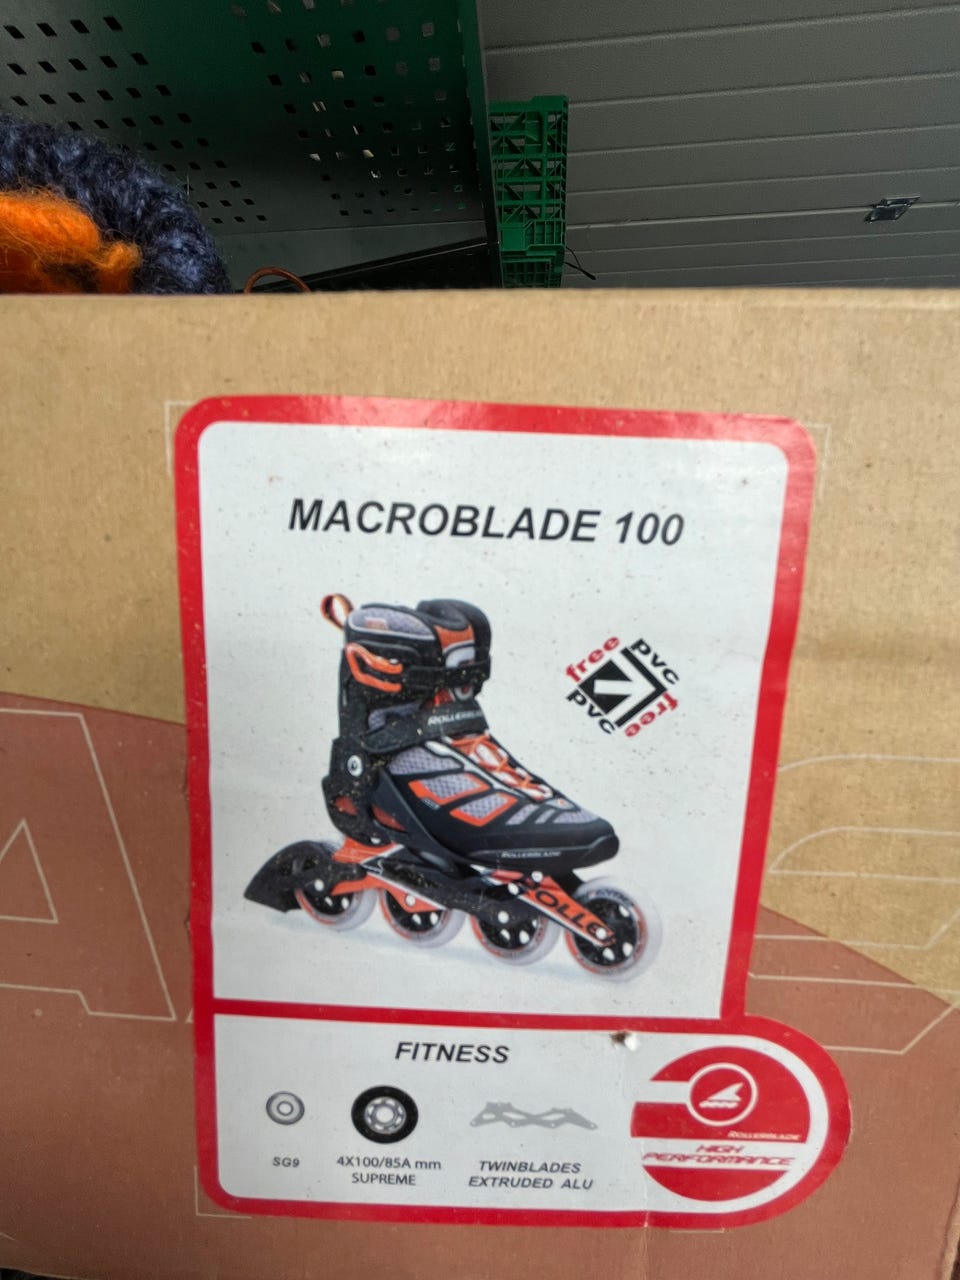 MACROBLADE 100
free pvc
pvc free
ROLLERBLADE
ROLLERBLADE
FITNESS
SG9
4X100/85A mm
SUPREME
TWINBLADES
EXTRUDED ALU
ROLLERBLADE
HIGH
PERFORMANCE